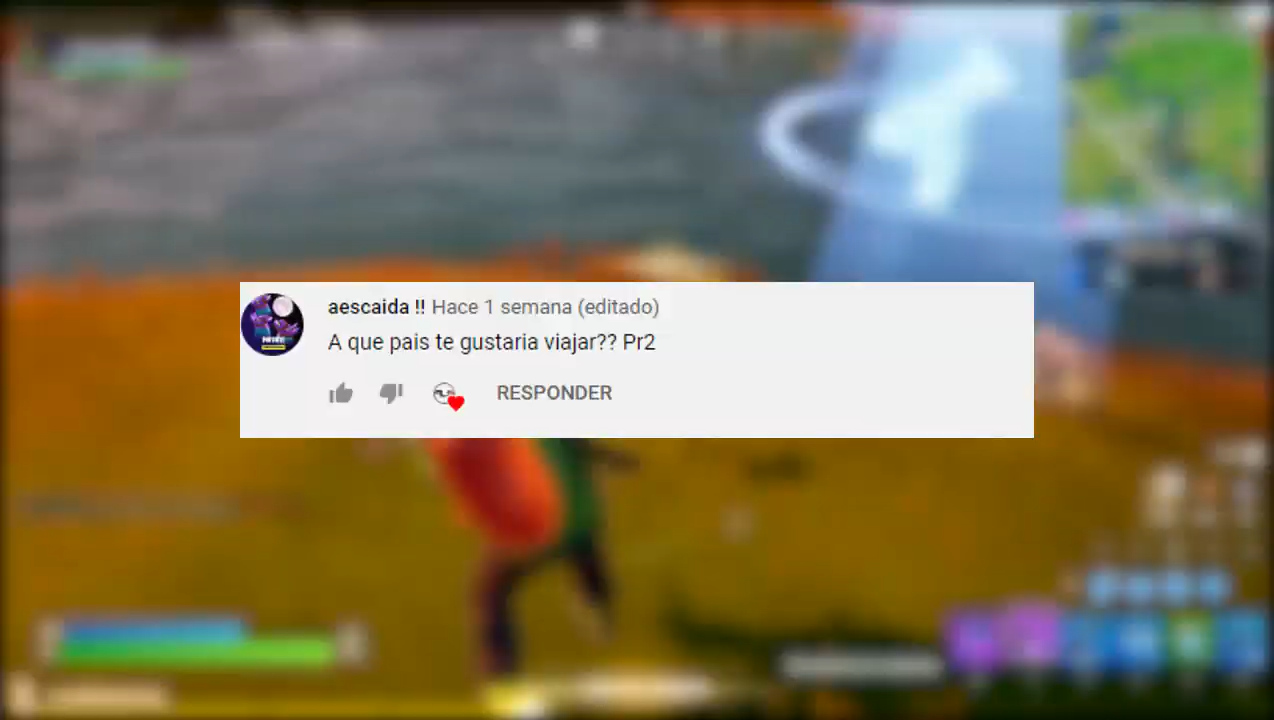 aescaida !! Hace 1 semana (editado)
A que pais te gustaria viajar?? Pr2
RESPONDER